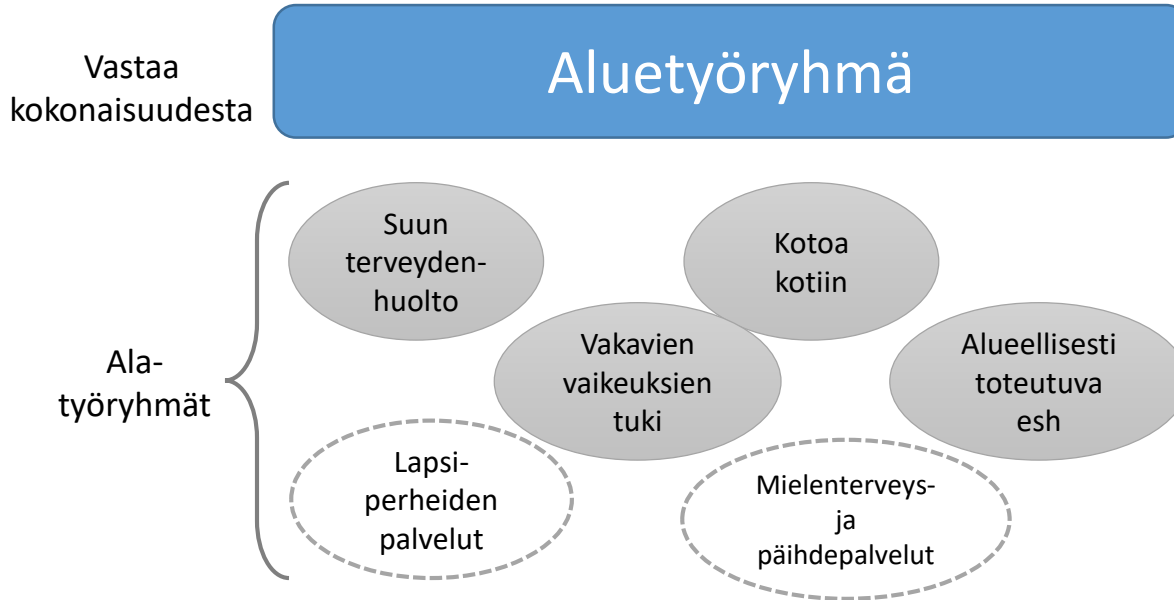 Vastaa
kokonaisuudesta
Aluetyöryhmä
Ala-
työryhmät
Suun
terveyden-
huolto
Kotoa
kotiin
Vakavien
vaikeuksien
tuki
Alueellisesti
toteutuva
esh
Lapsi-
perheiden
palvelut
Mielenterveys-
ja
päihdepalvelut